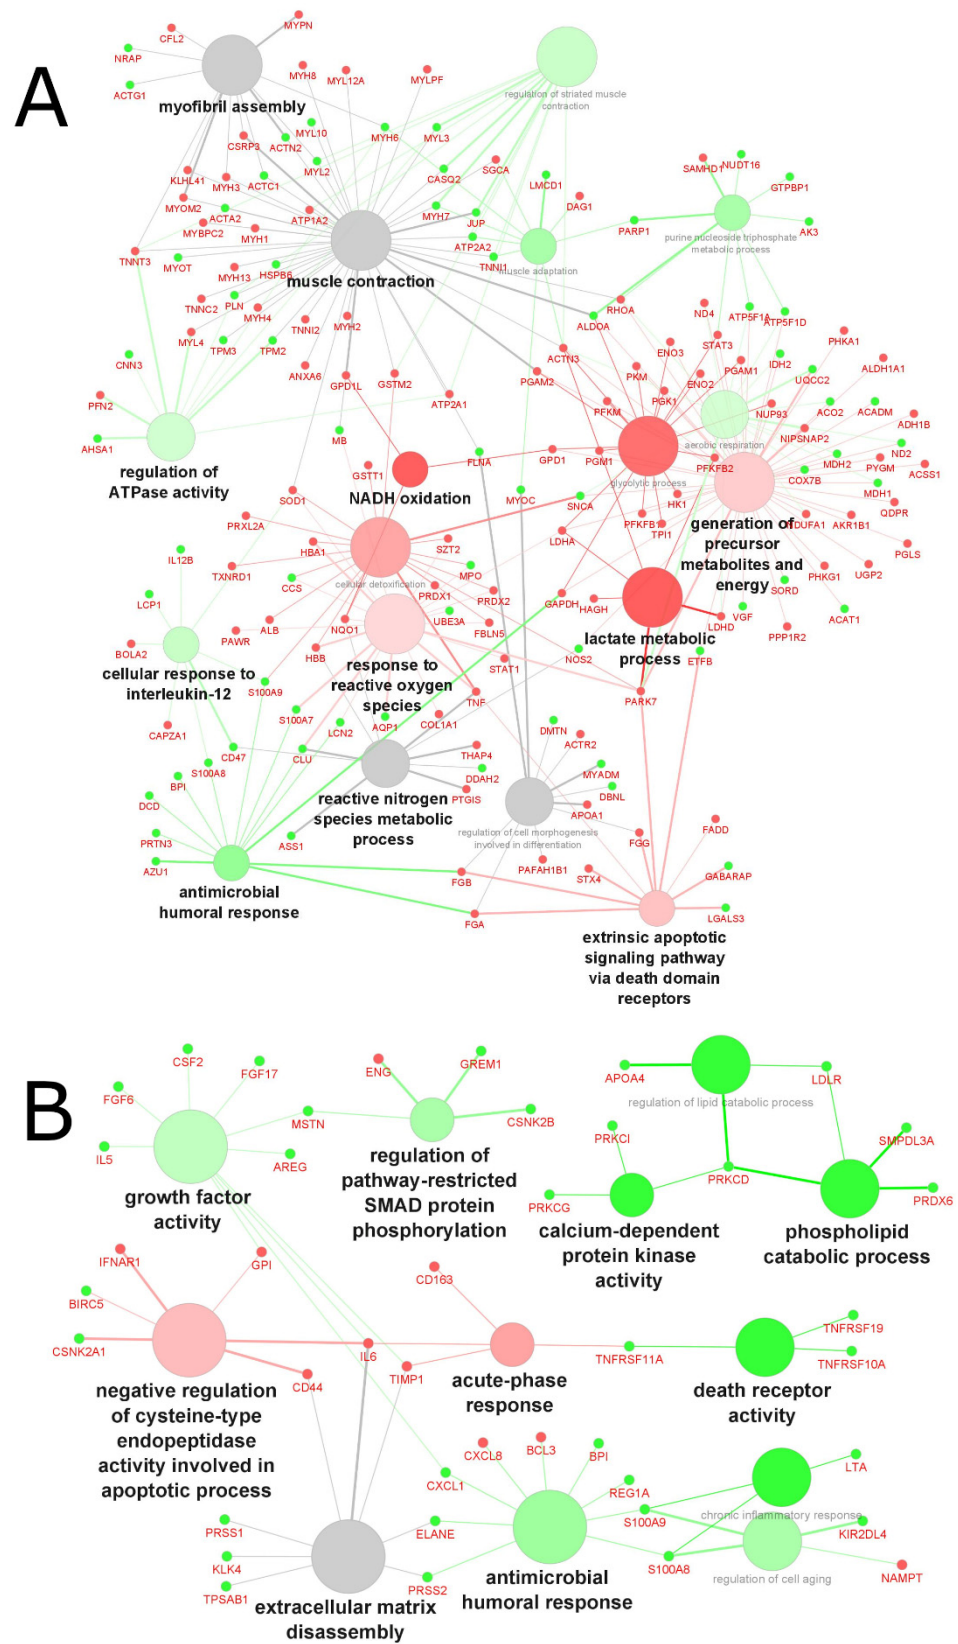 A
MYPN
CFL2
NRAP
ACTG1
myofibril assembly
MYH8
MYL12A
MYLPF
regulation of striated muscle
contraction
MYL10
CSRP3
ACTN2
MYH6
MYL3
MYL2
SGCA
CASQ2
LMCD1
DAG1
SAMHD1
NUDT16
GTPBP1
KLHL41
MYH3
ACTC1
MYOM2
ACTA2
ATP1A2
MYH7
JUP
PARP1
AK3
purine nucleoside triphosphate
metabolic process
MYBPC2
MYH1
ATP2A2
TNNT3
MYOT
MYH13
HSPB6
TNNI1
muscle adaptation
muscle contraction
TNNC2
PLN
MYH4
TNNI2
MYH2
RHOA
ALDOA
ND4
ATP5F1A
ATP5F1D
MYL4
TPM3
TPM2
ACTN3
ENO3
STAT3
PHKA1
CNN3
ANXA6
GPD1L
GSTM2
PGAM2
PKM
ENO2
PGAM1
IDH2
UQCC2
ALDH1A1
PFN2
ATP2A1
PFKM
PGK1
NUP93
ACO2
ACADM
ADH1B
AHSA1
MB
NIPSNAP2
aerobic respiration
ND2
regulation of
ATPase activity
GSTT1
FLNA
GPD1
PGM1
PFKFB2
MDH2
PYGM
ACSS1
COX7B
NADH oxidation
glycolytic process
MDH1
SOD1
MYOC
SNCA
HK1
QDPR
PRXL2A
PFKFB1
TPI1
generation of
precursor
metabolites and
energy
NDUFA1
AKR1B1
LDHA
HBA1
SZT2
PGLS
IL12B
TXNRD1
CCS
cellular detoxification
MPO
PHKG1
UGP2
SORD
PRDX1
PRDX2
LCP1
GAPDH
HAGH
UBE3A
VGF
LDHD
ACAT1
PAWR
ALB
NQO1
FBLN5
PPP1R2
lactate metabolic
process
BOLA2
HBB
NOS2
ETFB
STAT1
cellular response to
interleukin-12
response to
reactive oxygen
species
S100A9
TNF
PARK7
S100A7
LCN2
AQP1
COL1A1
CAPZA1
DMTN
ACTR2
CD47
CLU
THAP4
S100A8
MYADM
BPI
DDAH2
DBNL
DCD
reactive nitrogen
species metabolic
process
PTGIS
APOA1
FADD
PRTN3
ASS1
regulation of cell morphogenesis
involved in differentiation
FGG
AZU1
PAFAH1B1
STX4
GABARAP
FGB
antimicrobial
humoral response
FGA
LGALS3
extrinsic apoptotic
signaling pathway
via death domain
receptors
B
CSF2
FGF17
FGF6
ENG
GREM1
APOA4
LDLR
regulation of lipid catabolic process
MSTN
CSNK2B
PRKCI
SMPDL3A
IL5
AREG
PRKCD
PRDX6
PRKCG
growth factor
activity
regulation of
pathway-restricted
SMAD protein
phosphorylation
calcium-dependent
protein kinase
activity
phospholipid
catabolic process
IFNAR1
GPI
CD163
BIRC5
TNFRSF19
CSNK2A1
IL6
TNFRSF11A
TNFRSF10A
CD44
TIMP1
negative regulation
of cysteine-type
endopeptidase
activity involved in
apoptotic process
acute-phase
response
death receptor
activity
CXCL8
BCL3
BPI
CXCL1
REG1A
LTA
chronic inflammatory response
S100A9
PRSS1
ELANE
KIR2DL4
KLK4
S100A8
regulation of cell aging
NAMPT
TPSAB1
PRSS2
extracellular matrix
disassembly
antimicrobial
humoral response